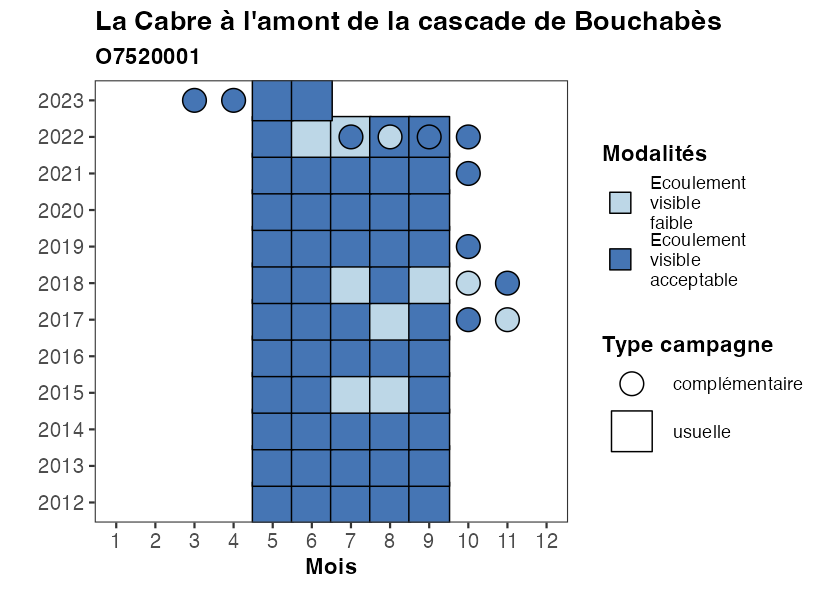 La Cabre à l'amont de la cascade de Bouchabès
O7520001
2023
2022
2021
2020
2019
2018
2017
2016
2015
2014
2013
2012
1 2 3 4 5 6 7 8 9 10 11 12
Mois
Modalités
Ecoulement
visible
faible
Ecoulement
visible
acceptable
Type campagne
complémentaire
usuelle